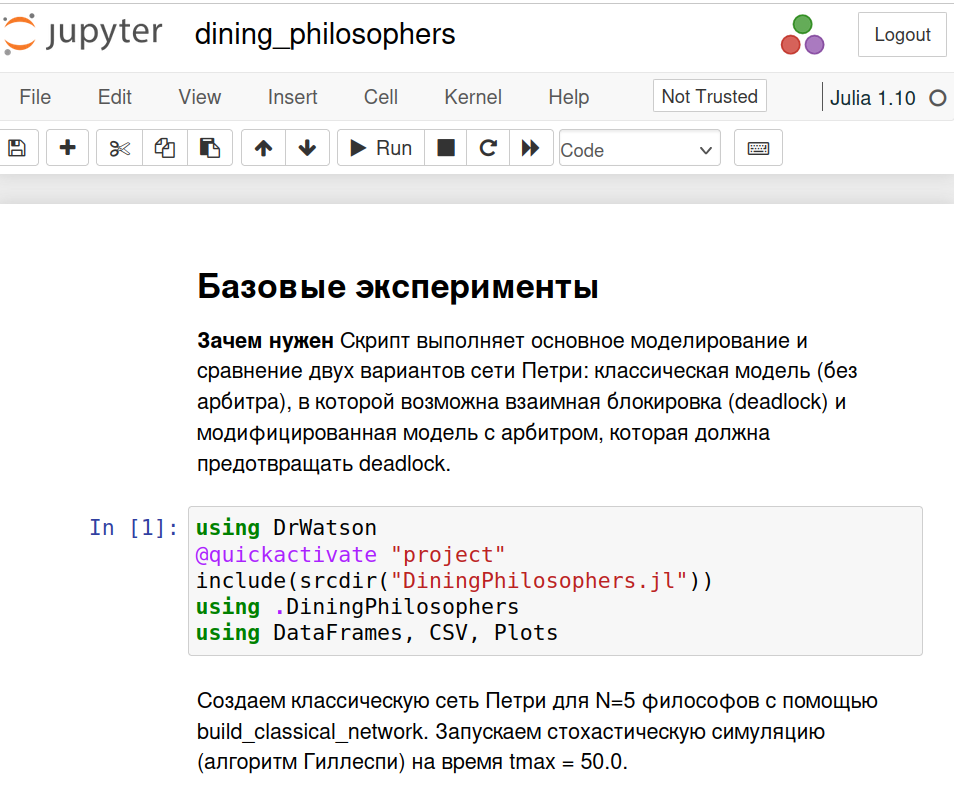 jupyter dining_philosophers Logout
File Edit View Insert Cell Kernel Help Not Trusted Julia 1.10
Run Code
Базовые эксперименты
Зачем нужен Скрипт выполняет основное моделирование и
сравнение двух вариантов сети Петри: классическая модель (без
арбитра), в которой возможна взаимная блокировка (deadlock) и
модифицированная модель с арбитром, которая должна
предотвращать deadlock.
In [1]: using DrWatson
@quickactivate "project"
include(srcdir("DiningPhilosophers.jl"))
using .DiningPhilosophers
using DataFrames, CSV, Plots
Создаем классическую сеть Петри для N=5 философов с помощью
build_classical_network. Запускаем стохастическую симуляцию
(алгоритм Гиллеспи) на время tmax = 50.0.